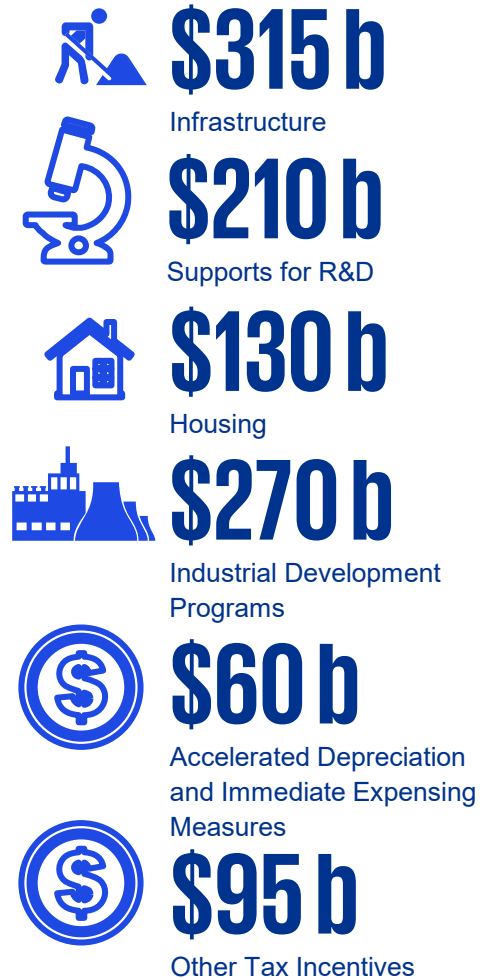 $315 b
Infrastructure
$210 b
Supports for R&D
$130 b
Housing
$270 b
Industrial Development
Programs
$60 b
Accelerated Depreciation
and Immediate Expensing
Measures
$95 b
Other Tax Incentives